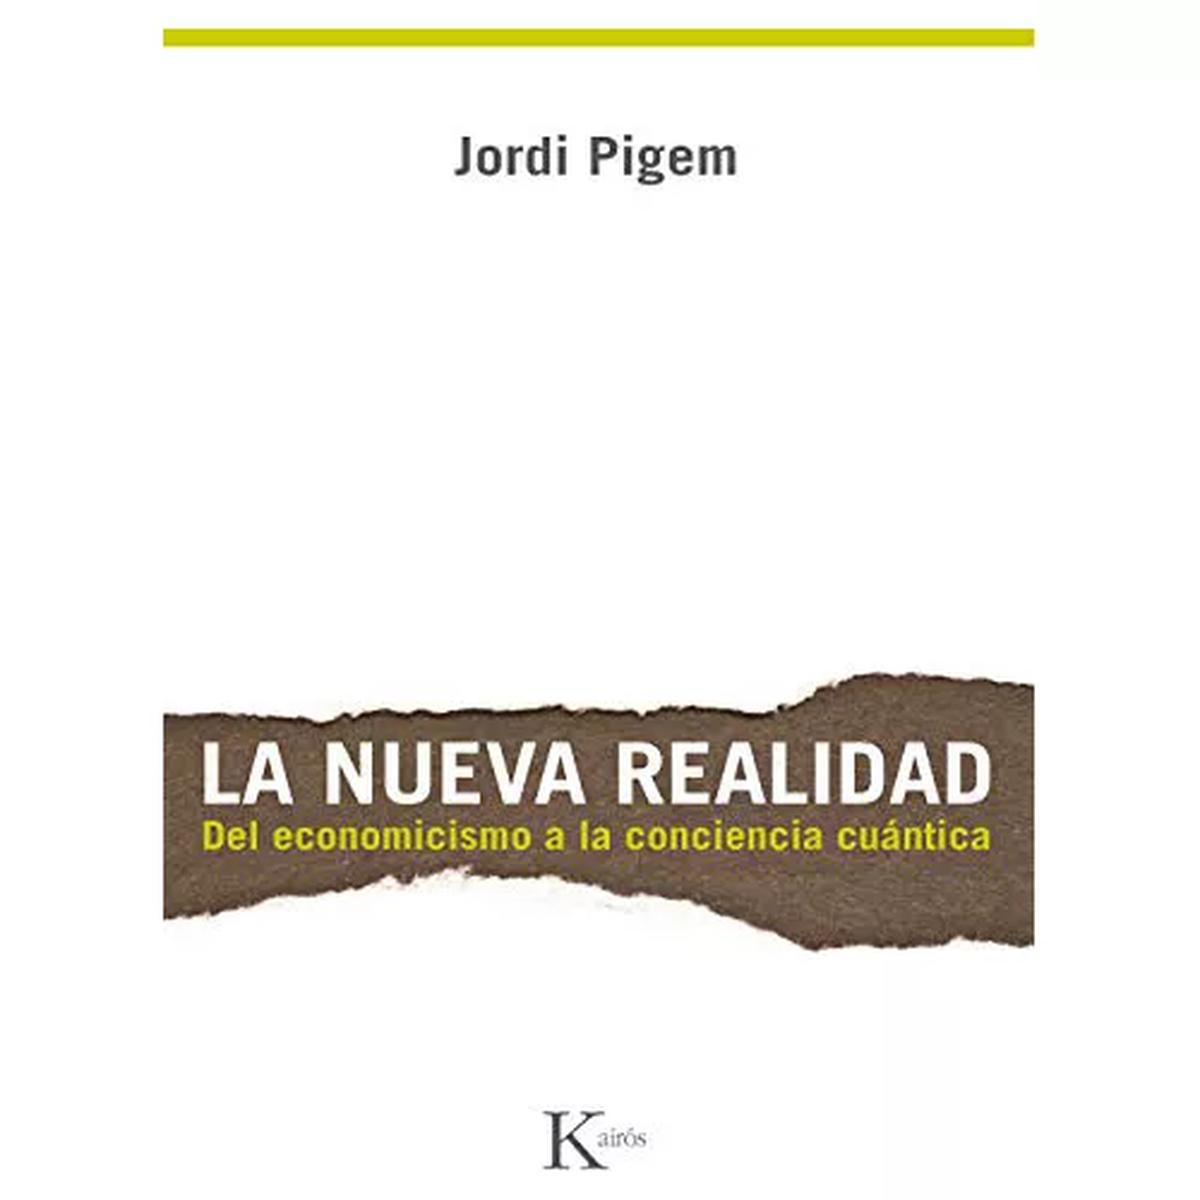 Jordi Pigem
LA NUEVA REALIDAD
Del economicismo a la conciencia cuántica
Kairós